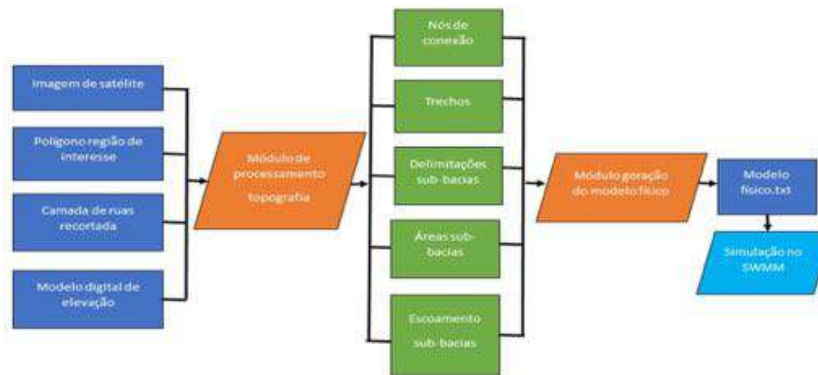 Imagem de satélite
Polígono região de
interesse
Camada de ruas
recortada
Modelo digital de
elevação
Módulo de
processamento
topografia
Nós de
conexão
Trechos
Delimitações
sub-bacias
Áreas sub-
bacias
Escoamento
sub-bacias
Módulo geração
do modelo físico
Modelo
físico.txt
Simulação no
SWMM